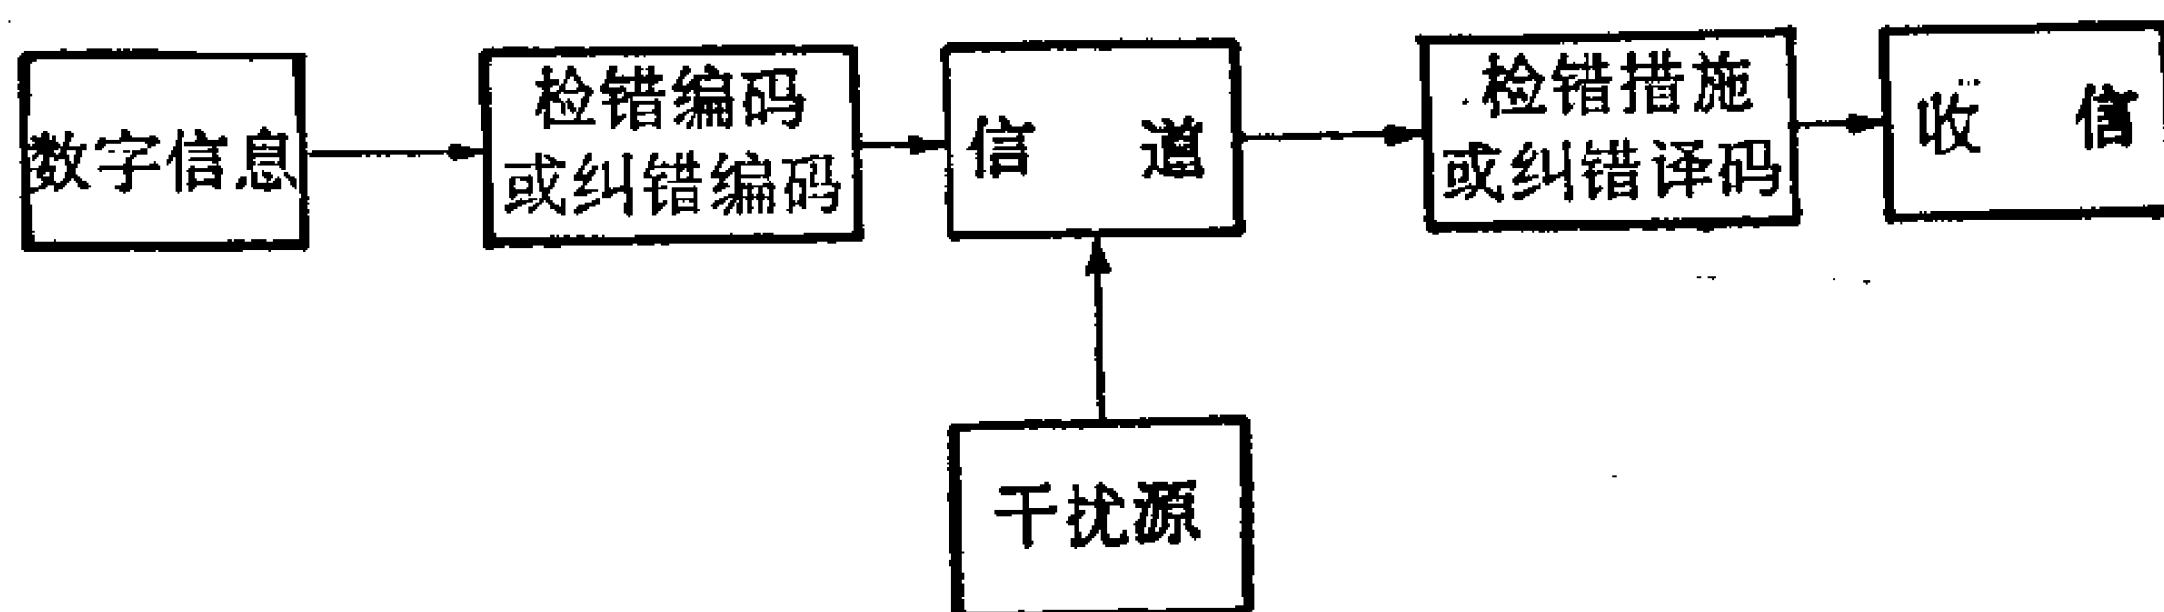 数字信息
检错编码
或纠错编码
信道
检错措施
或纠错译码
收信
干扰源